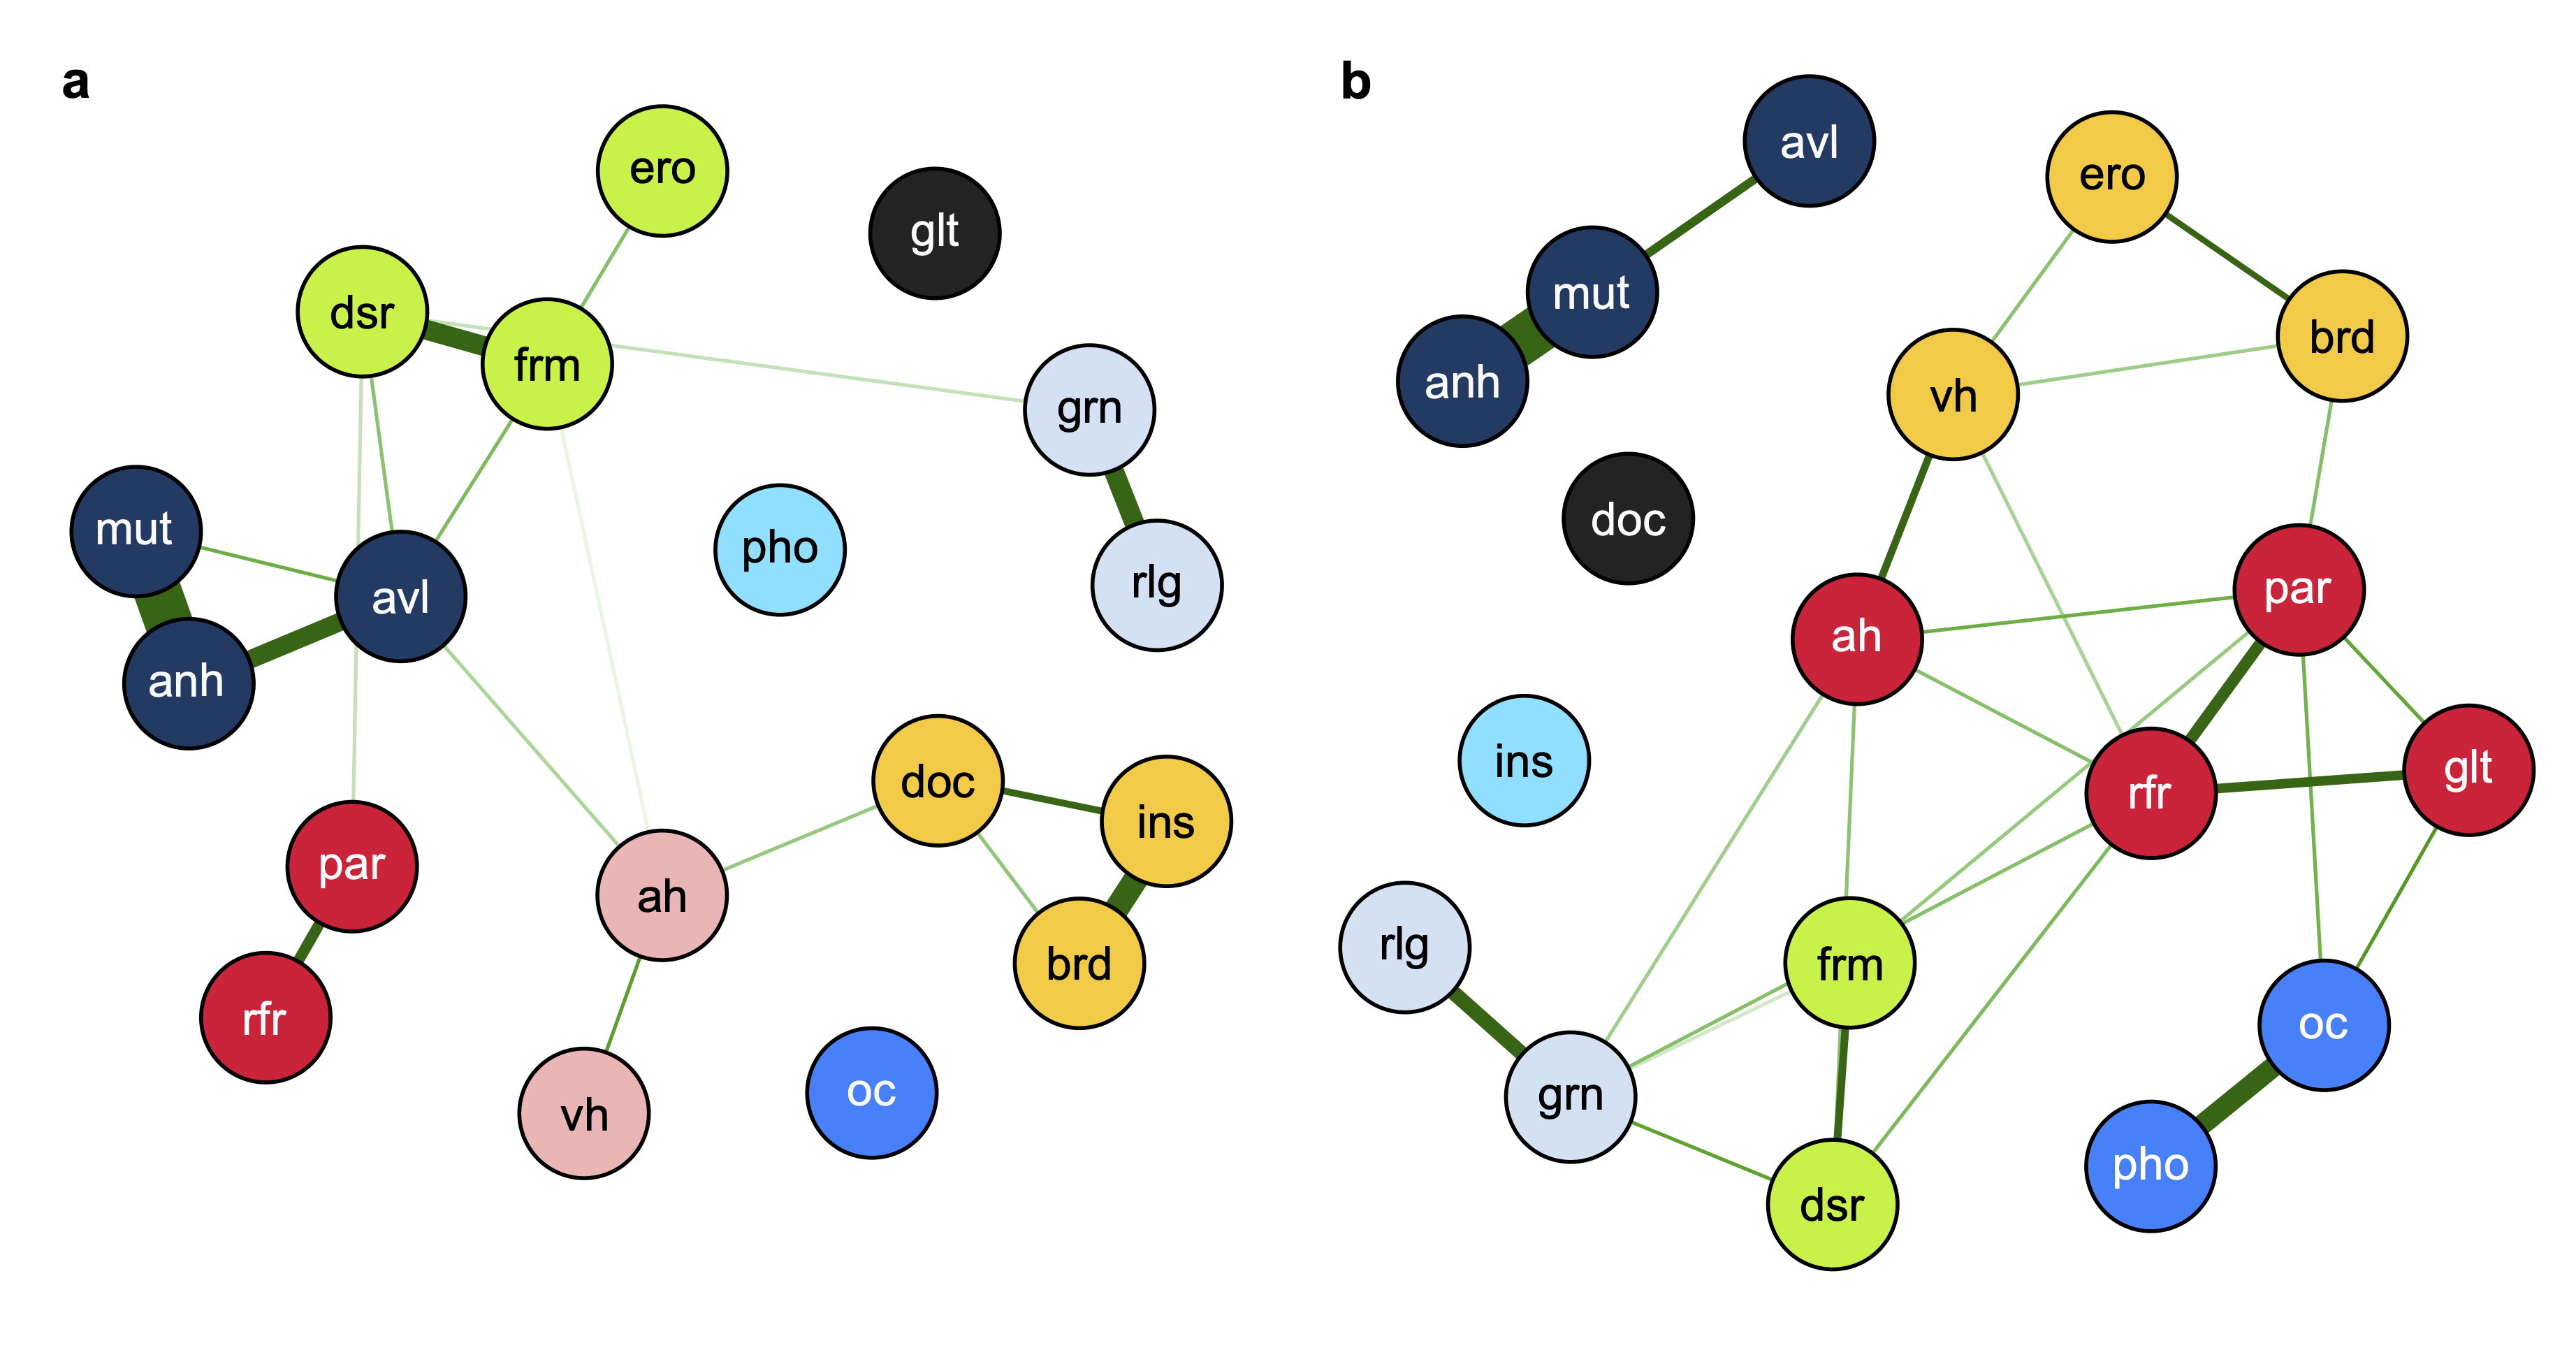 a
ero
glt
dsr
frm
grn
mut
pho
avl
rlg
anh
doc
ins
par
ah
brd
rfr
oc
vh
b
avl
ero
mut
brd
anh
vh
doc
par
ah
ins
rfr
glt
rlg
frm
oc
grn
pho
dsr